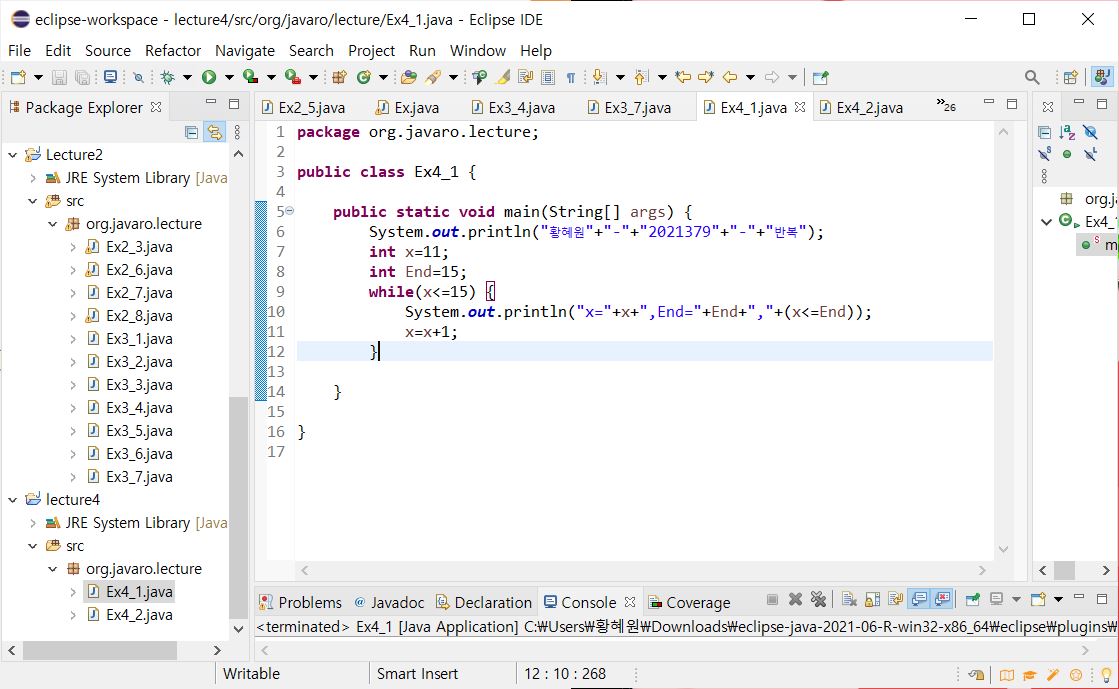 eclipse-workspace - lecture4/src/org/javaro/lecture/Ex4_1.java - Eclipse IDE
File Edit Source Refactor Navigate Search Project Run Window Help
Package Explorer
Lecture2
JRE System Library [Java
src
org.javaro.lecture
Ex2_3.java
Ex2_6.java
Ex2_7.java
Ex2_8.java
Ex3_1.java
Ex3_2.java
Ex3_3.java
Ex3_4.java
Ex3_5.java
Ex3_6.java
Ex3_7.java
lecture4
JRE System Library [Java
src
org.javaro.lecture
Ex4_1.java
Ex4_2.java
Ex2_5.java Ex.java Ex3_4.java Ex3_7.java Ex4_1.java Ex4_2.java »26
1 package org.javaro.lecture;
2
3 public class Ex4_1 {
4
5 public static void main(String[] args) {
6 System.out.println("황혜원"+"-"+"2021379"+"-"+"반복");
7 int x=11;
8 int End=15;
9 while(x<=15) {
10 System.out.println("x="+x+",End="+End+","+(x<=End));
11 x=x+1;
12 }
13
14 }
15
16 }
17
org.ja
Ex4_1
m
Problems @ Javadoc Declaration Console Coverage
<terminated> Ex4_1 [Java Application] C:₩Users₩황혜원₩Downloads₩eclipse-java-2021-06-R-win32-x86_64₩eclipse₩plugins₩
Writable Smart Insert 12 : 10 : 268